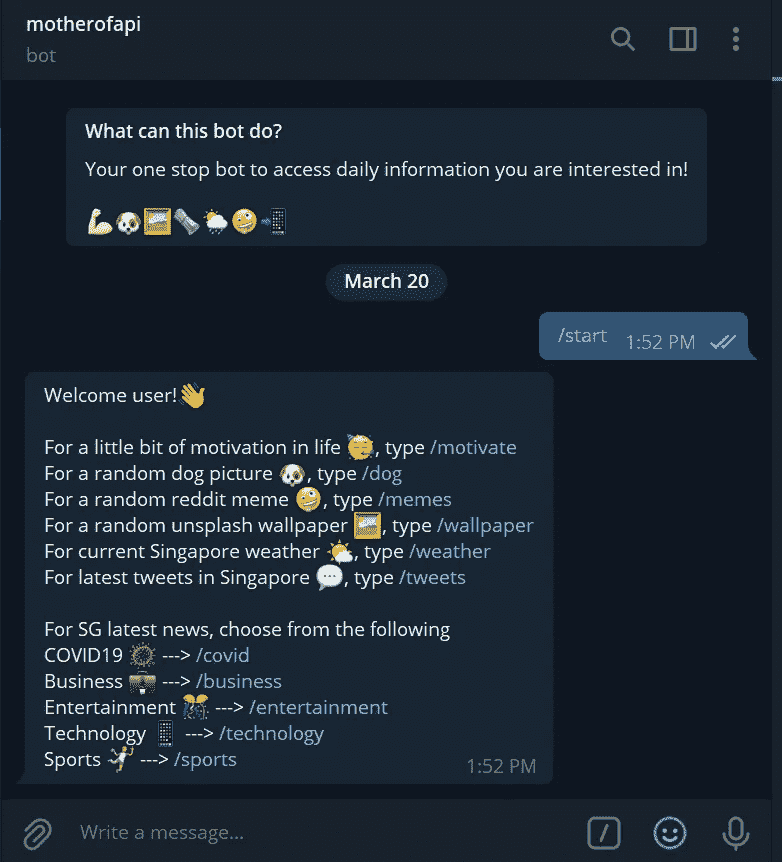 motherofapi
bot
What can this bot do?
Your one stop bot to access daily information you are interested in!
💪🐶🖼🗞🌦🤪📲
March 20
/start 1:52 PM
Welcome user!👋
For a little bit of motivation in life 🥳, type /motivate
For a random dog picture 🐶, type /dog
For a random reddit meme 🤪, type /memes
For a random unsplash wallpaper 🖼, type /wallpaper
For current Singapore weather 🌤, type /weather
For latest tweets in Singapore 💬, type /tweets
For SG latest news, choose from the following
COVID19 🦠 ---> /covid
Business 💼 ---> /business
Entertainment 🎊 ---> /entertainment
Technology 📱 ---> /technology
Sports 🤾 ---> /sports
1:52 PM
Write a message...